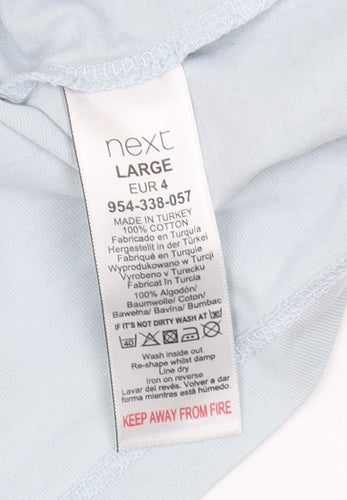 next
LARGE
EUR 4
954-338-057
MADE IN TURKEY
100% COTTON
Fabricado en Turquía
Hergestellt in der Türkei
Fabriqué en Turquie
Wyprodukowano w Turcji
Vyrobeno v Turecku
Fabricat în Turcia
100% Algodón/
Baumwolle/ Coton/
Bawełna/ Bavlna/ Bumbac
IF IT'S NOT DIRTY WASH AT 30
40
Wash inside out
Re-shape whilst damp
Line dry
Iron on reverse
Lavar del revés. Volver a dar
forma mientras está húmedo.
KEEP AWAY FROM FIRE